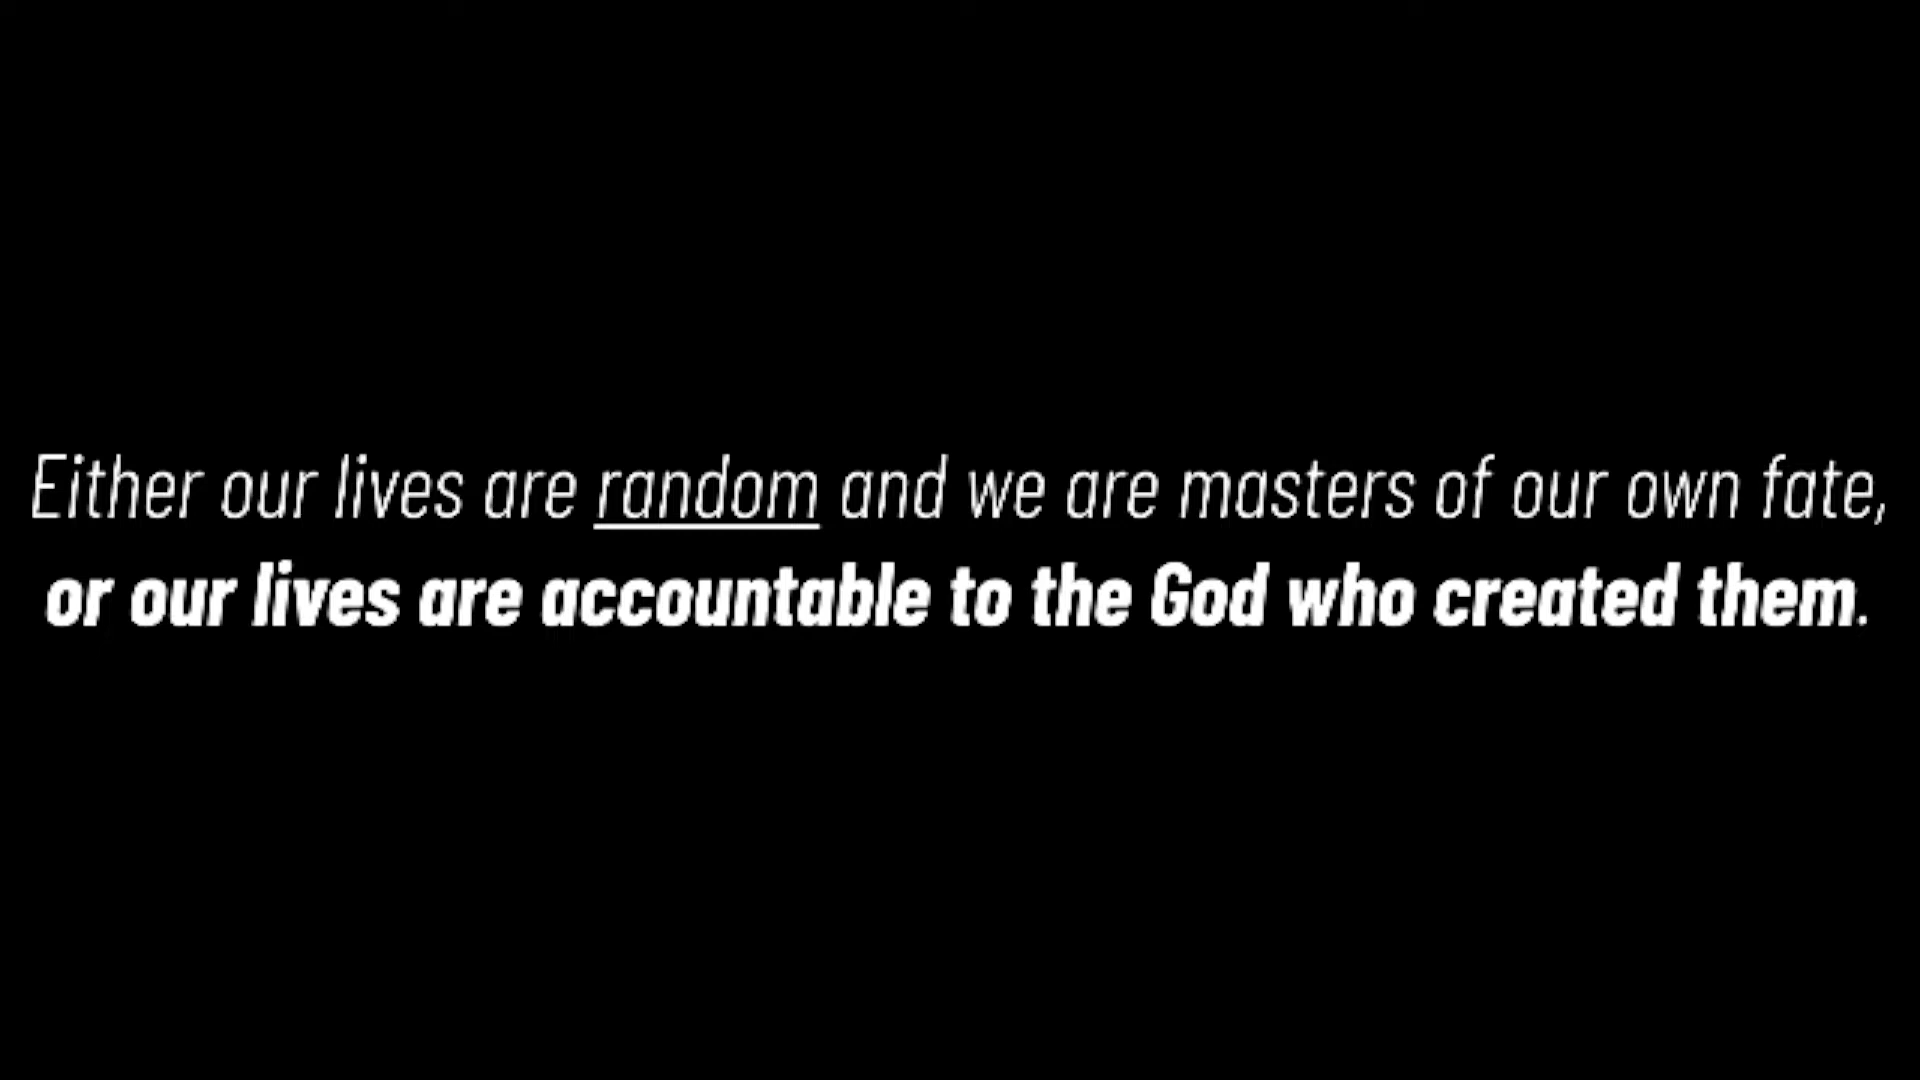 Either our lives are random and we are masters of our own fate,
or our lives are accountable to the God who created them.